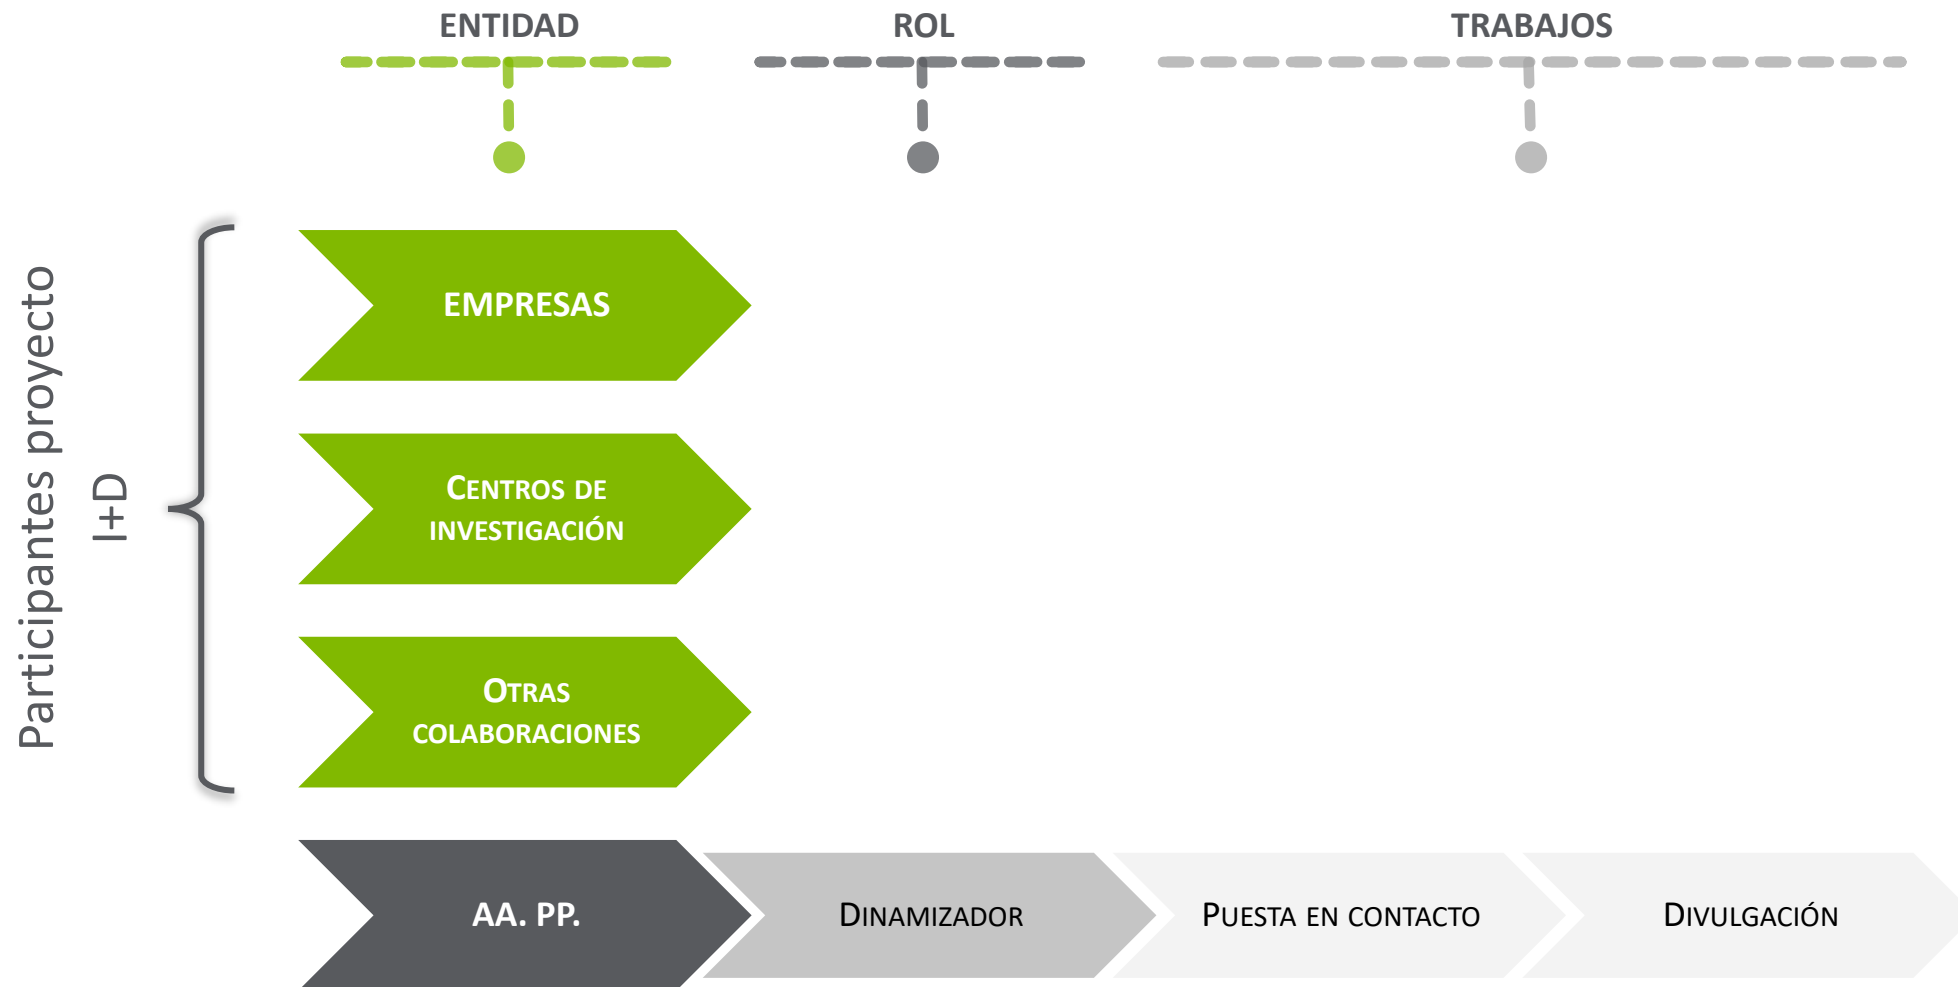 ENTIDAD
ROL
TRABAJOS
Participantes proyecto
I+D
EMPRESAS
CENTROS DE
INVESTIGACIÓN
OTRAS
COLABORACIONES
AA. PP.
DINAMIZADOR
PUESTA EN CONTACTO
DIVULGACIÓN